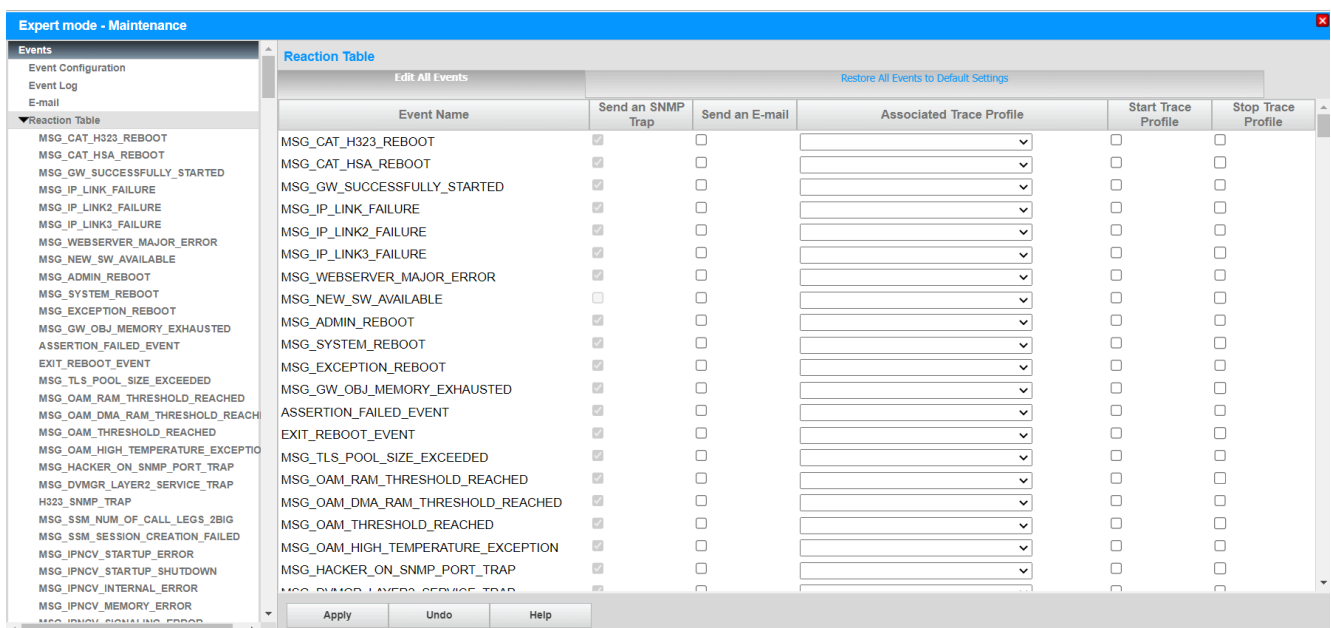 Expert mode - Maintenance
Events
Event Configuration
Event Log
E-mail
Reaction Table
MSG_CAT_H323_REBOOT
MSG_CAT_HSA_REBOOT
MSG_GW_SUCCESSFULLY_STARTED
MSG_IP_LINK_FAILURE
MSG_IP_LINK2_FAILURE
MSG_IP_LINK3_FAILURE
MSG_WEBSERVER_MAJOR_ERROR
MSG_NEW_SW_AVAILABLE
MSG_ADMIN_REBOOT
MSG_SYSTEM_REBOOT
MSG_EXCEPTION_REBOOT
MSG_GW_OBJ_MEMORY_EXHAUSTED
ASSERTION_FAILED_EVENT
EXIT_REBOOT_EVENT
MSG_TLS_POOL_SIZE_EXCEEDED
MSG_OAM_RAM_THRESHOLD_REACHED
MSG_OAM_DMA_RAM_THRESHOLD_REACH
MSG_OAM_THRESHOLD_REACHED
MSG_OAM_HIGH_TEMPERATURE_EXCEPTIO
MSG_HACKER_ON_SNMP_PORT_TRAP
MSG_DVMGR_LAYER2_SERVICE_TRAP
H323_SNMP_TRAP
MSG_SSM_NUM_OF_CALL_LEGS_2BIG
MSG_SSM_SESSION_CREATION_FAILED
MSG_IPNCV_STARTUP_ERROR
MSG_IPNCV_STARTUP_SHUTDOWN
MSG_IPNCV_INTERNAL_ERROR
MSG_IPNCV_MEMORY_ERROR
MSG_IPNCV_SIGNALING_ERROR
Reaction Table
Edit All Events
Restore All Events to Default Settings
Event Name
Send an SNMP
Trap
Send an E-mail
Associated Trace Profile
Start Trace
Profile
Stop Trace
Profile
MSG_CAT_H323_REBOOT
MSG_CAT_HSA_REBOOT
MSG_GW_SUCCESSFULLY_STARTED
MSG_IP_LINK_FAILURE
MSG_IP_LINK2_FAILURE
MSG_IP_LINK3_FAILURE
MSG_WEBSERVER_MAJOR_ERROR
MSG_NEW_SW_AVAILABLE
MSG_ADMIN_REBOOT
MSG_SYSTEM_REBOOT
MSG_EXCEPTION_REBOOT
MSG_GW_OBJ_MEMORY_EXHAUSTED
ASSERTION_FAILED_EVENT
EXIT_REBOOT_EVENT
MSG_TLS_POOL_SIZE_EXCEEDED
MSG_OAM_RAM_THRESHOLD_REACHED
MSG_OAM_DMA_RAM_THRESHOLD_REACHED
MSG_OAM_THRESHOLD_REACHED
MSG_OAM_HIGH_TEMPERATURE_EXCEPTION
MSG_HACKER_ON_SNMP_PORT_TRAP
MSG_DVMGR_LAYER2_SERVICE_TRAP
Apply
Undo
Help